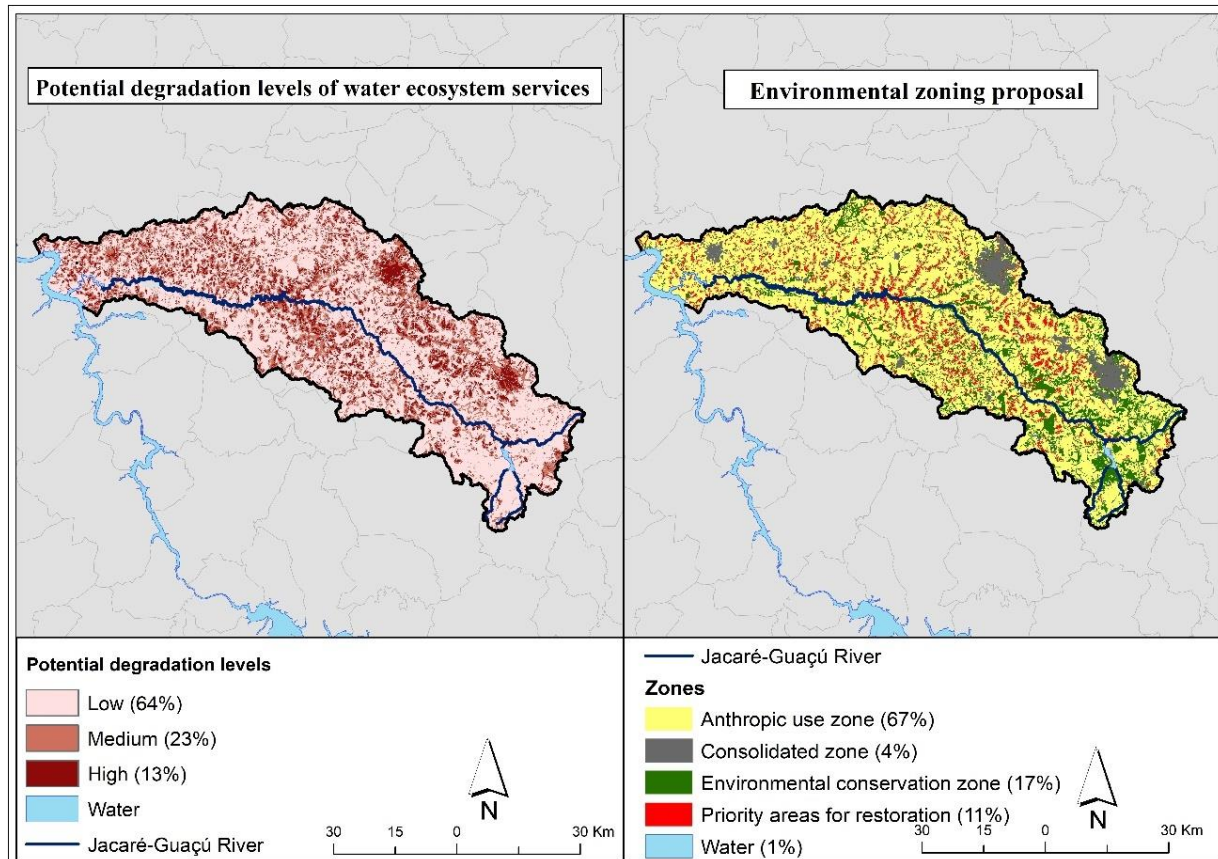 Potential degradation levels of water ecosystem services
Environmental zoning proposal
Potential degradation levels
Low (64%)
Medium (23%)
High (13%)
Water
Jacaré-Guaçú River
N
30 15 0 30 Km
Jacaré-Guaçú River
Zones
Anthropic use zone (67%)
Consolidated zone (4%)
Environmental conservation zone (17%)
Priority areas for restoration (11%)
Water (1%)
N
30 15 0 30 Km